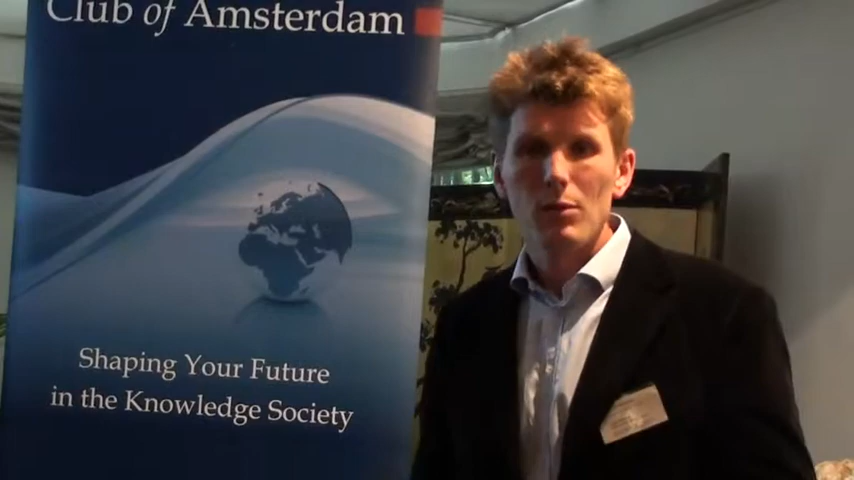 Club of Amsterdam
Shaping Your Future
in the Knowledge Society